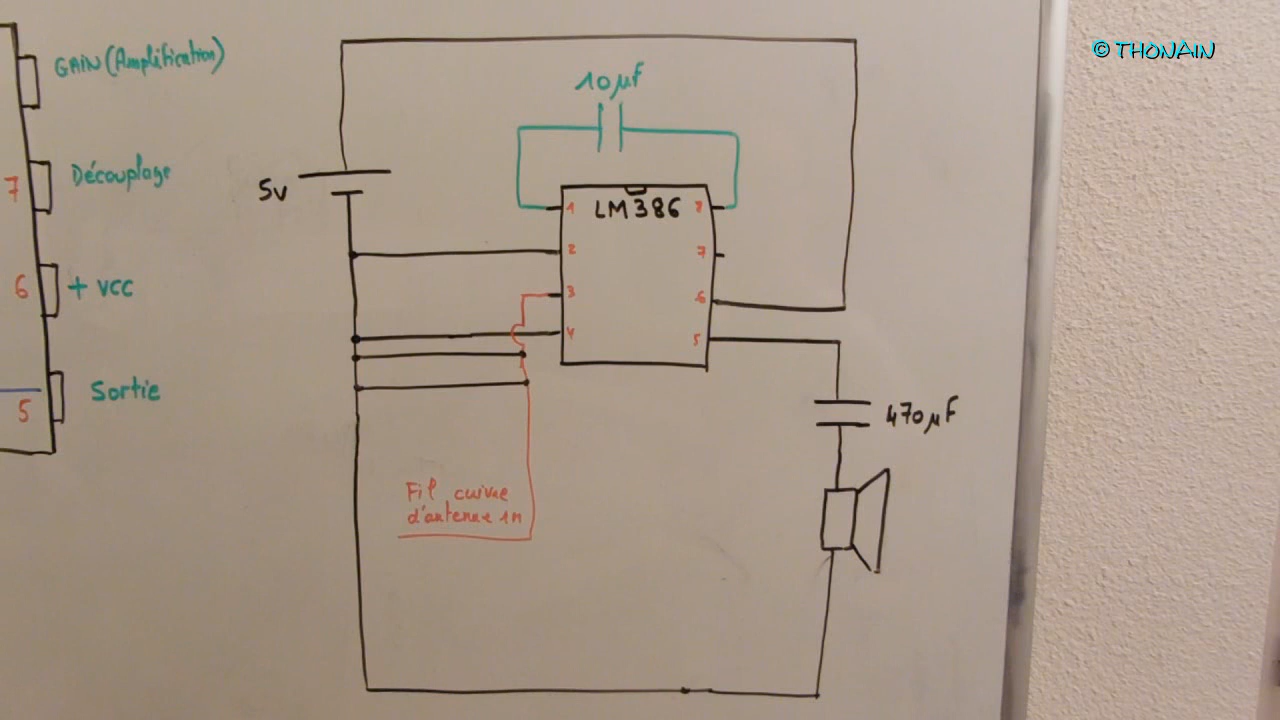 © THONAIN
GAIN (Amplification)
7 Découplage
6 + VCC
5 Sortie
10µF
5v
LM386
1 8
2 7
3 6
4 5
470µF
Fil cuivre
d'antenne 1m